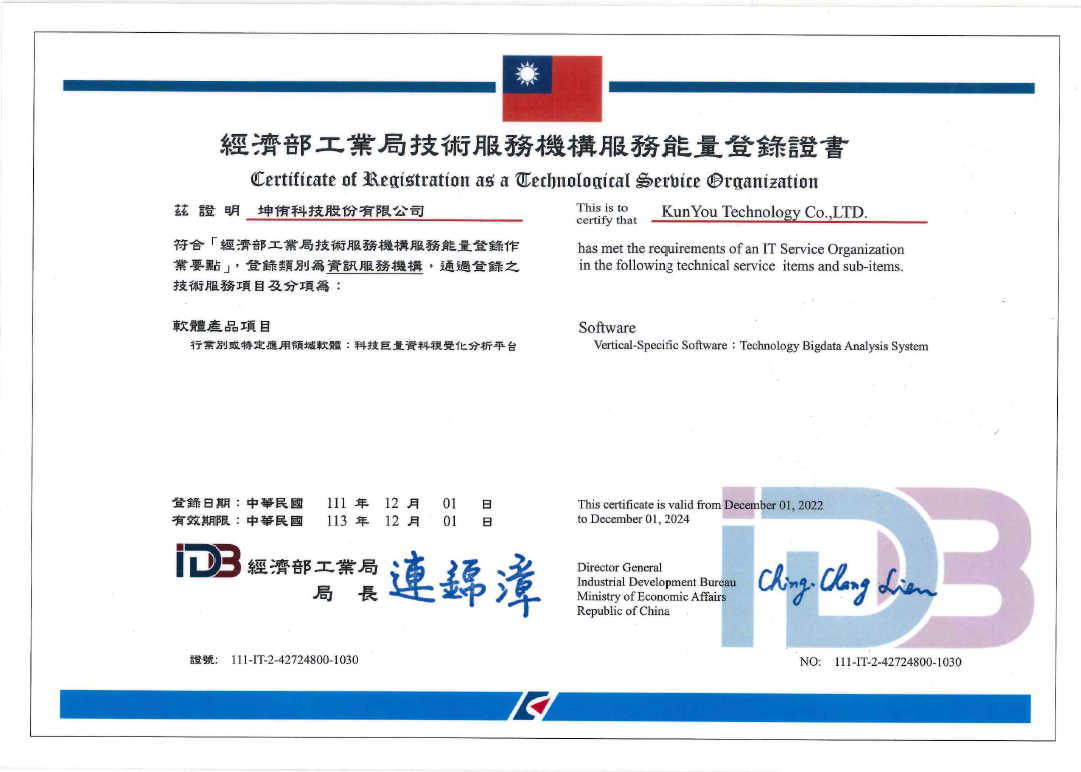 經濟部工業局技術服務機構服務能量登錄證書
Certificate of Registration as a Technological Service Organization
茲證明 坤侑科技股份有限公司
符合「經濟部工業局技術服務機構服務能量登錄作
業要點」，登錄類別為資訊服務機構，通過登錄之
技術服務項目及分項為：
軟體產品項目
行業別或特定應用領域軟體：科技巨量資料視覺化分析平台
This is to
certify that KunYou Technology Co.,LTD.
has met the requirements of an IT Service Organization
in the following technical service items and sub-items.
Software
Vertical-Specific Software：Technology Bigdata Analysis System
登錄日期：中華民國 111 年 12 月 01 日
有效期限：中華民國 113 年 12 月 01 日
IDB 經濟部工業局
局長 連錦漳
證號: 111-IT-2-42724800-1030
This certificate is valid from December 01, 2022
to December 01, 2024
Director General
Industrial Development Bureau
Ministry of Economic Affairs
Republic of China
Ching-Chang Lien
IDB
NO: 111-IT-2-42724800-1030